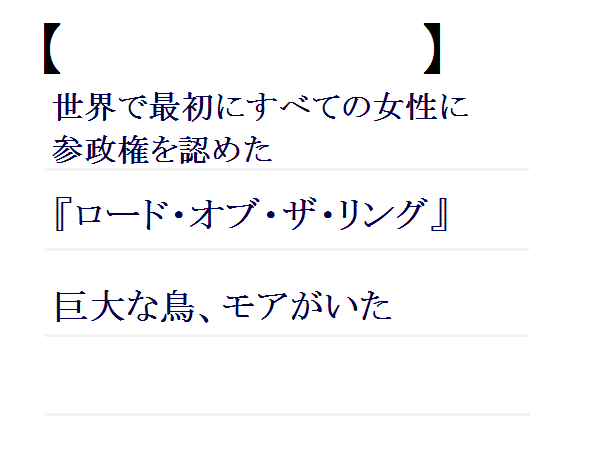 【 】
世界で最初にすべての女性に
参政権を認めた
『ロード・オブ・ザ・リング』
巨大な鳥、モアがいた